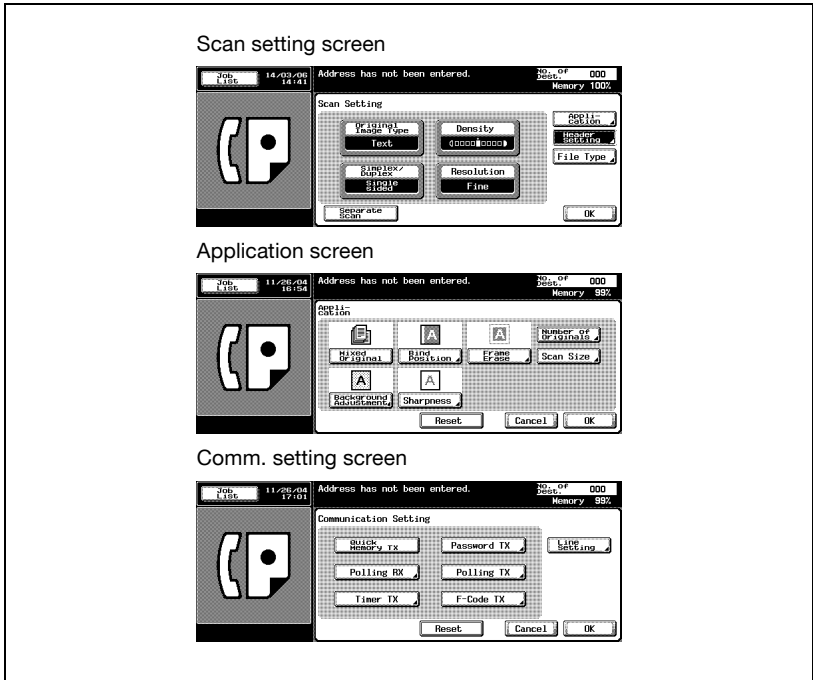 Scan setting screen
Job List
14/03/06
14:41
Address has not been entered.
No. of Dest. 000
Memory 100%
Scan Setting
Original Image Type
Text
Density
Simplex/ Duplex
Single sided
Resolution
Fine
Appli- cation
Header Setting
File Type
Separate Scan
OK
Application screen
Job List
11/26/04
16:54
Address has not been entered.
No. of Dest. 000
Memory 99%
Appli- cation
A
A
Mixed Original
Bind Position
Frame Erase
Number of Originals
Scan Size
A
A
Background Adjustment
Sharpness
Reset
Cancel
OK
Comm. setting screen
Job List
11/26/04
17:01
Address has not been entered.
No. of Dest. 000
Memory 99%
Communication Setting
Quick Memory TX
Password TX
Line Setting
Polling RX
Polling TX
Timer TX
F-Code TX
Reset
Cancel
OK